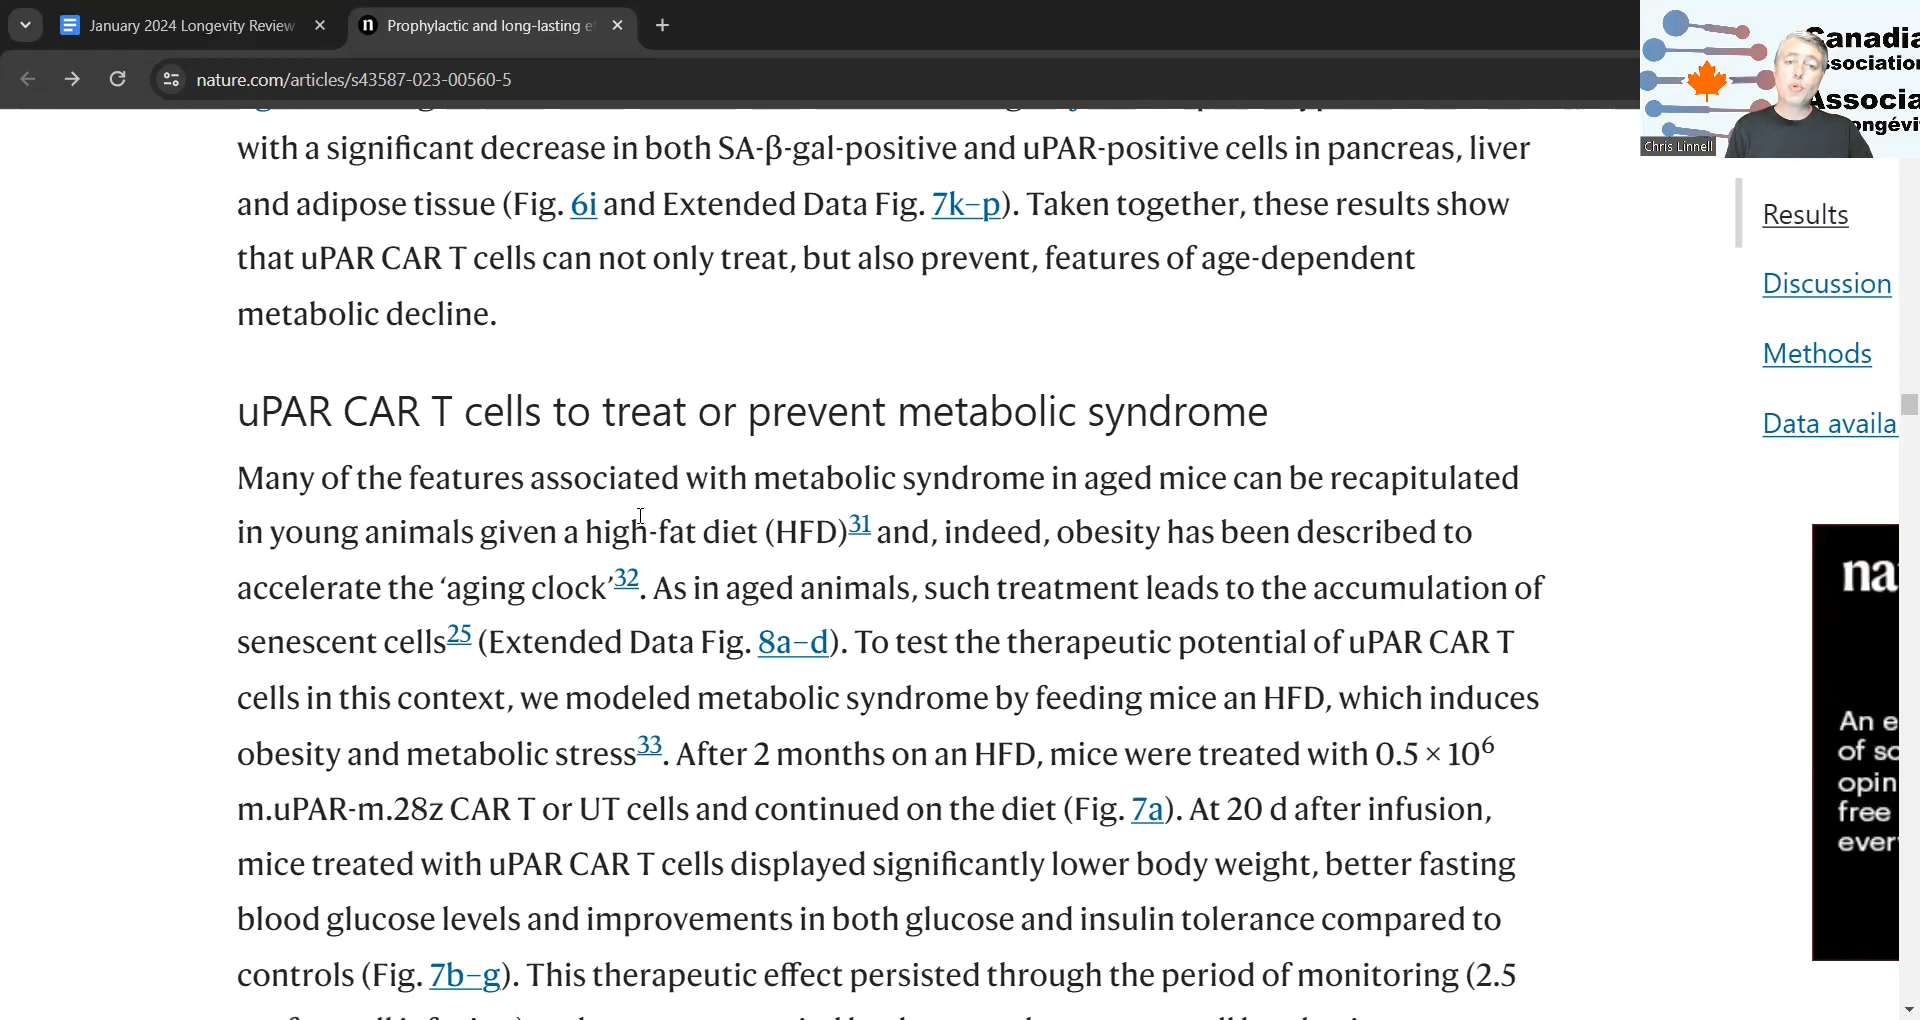 January 2024 Longevity Review
Prophylactic and long-lasting e
nature.com/articles/s43587-023-00560-5
Canadia
Association
Associa
ongévi
Chris Linnell
with a significant decrease in both SA-β-gal-positive and uPAR-positive cells in pancreas, liver
and adipose tissue (Fig. 6i and Extended Data Fig. 7k–p). Taken together, these results show
that uPAR CAR T cells can not only treat, but also prevent, features of age-dependent
metabolic decline.
uPAR CAR T cells to treat or prevent metabolic syndrome
Many of the features associated with metabolic syndrome in aged mice can be recapitulated
in young animals given a high-fat diet (HFD)31 and, indeed, obesity has been described to
accelerate the ‘aging clock’32. As in aged animals, such treatment leads to the accumulation of
senescent cells25 (Extended Data Fig. 8a–d). To test the therapeutic potential of uPAR CAR T
cells in this context, we modeled metabolic syndrome by feeding mice an HFD, which induces
obesity and metabolic stress33. After 2 months on an HFD, mice were treated with 0.5 × 10⁶
m.uPAR-m.28z CAR T or UT cells and continued on the diet (Fig. 7a). At 20 d after infusion,
mice treated with uPAR CAR T cells displayed significantly lower body weight, better fasting
blood glucose levels and improvements in both glucose and insulin tolerance compared to
controls (Fig. 7b–g). This therapeutic effect persisted through the period of monitoring (2.5
Results
Discussion
Methods
Data availa
na
An e
of sc
opin
free
ever